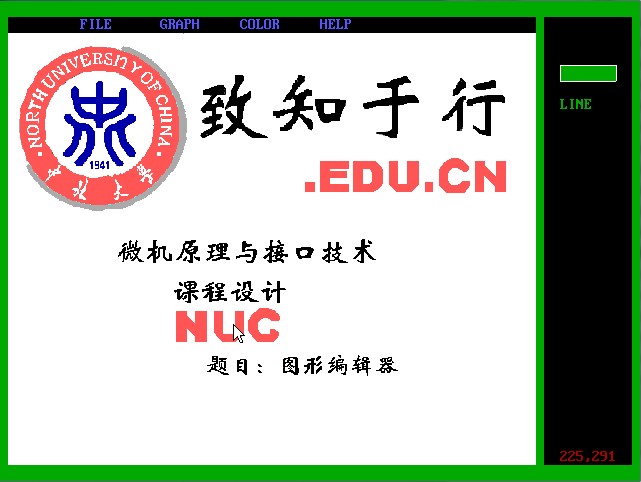 FILE GRAPH COLOR HELP
NORTH UNIVERSITY OF CHINA
1941
中北大学
致知于行
.EDU.CN
LINE
微机原理与接口技术
课程设计
NUC
题目：图形编辑器
225,291